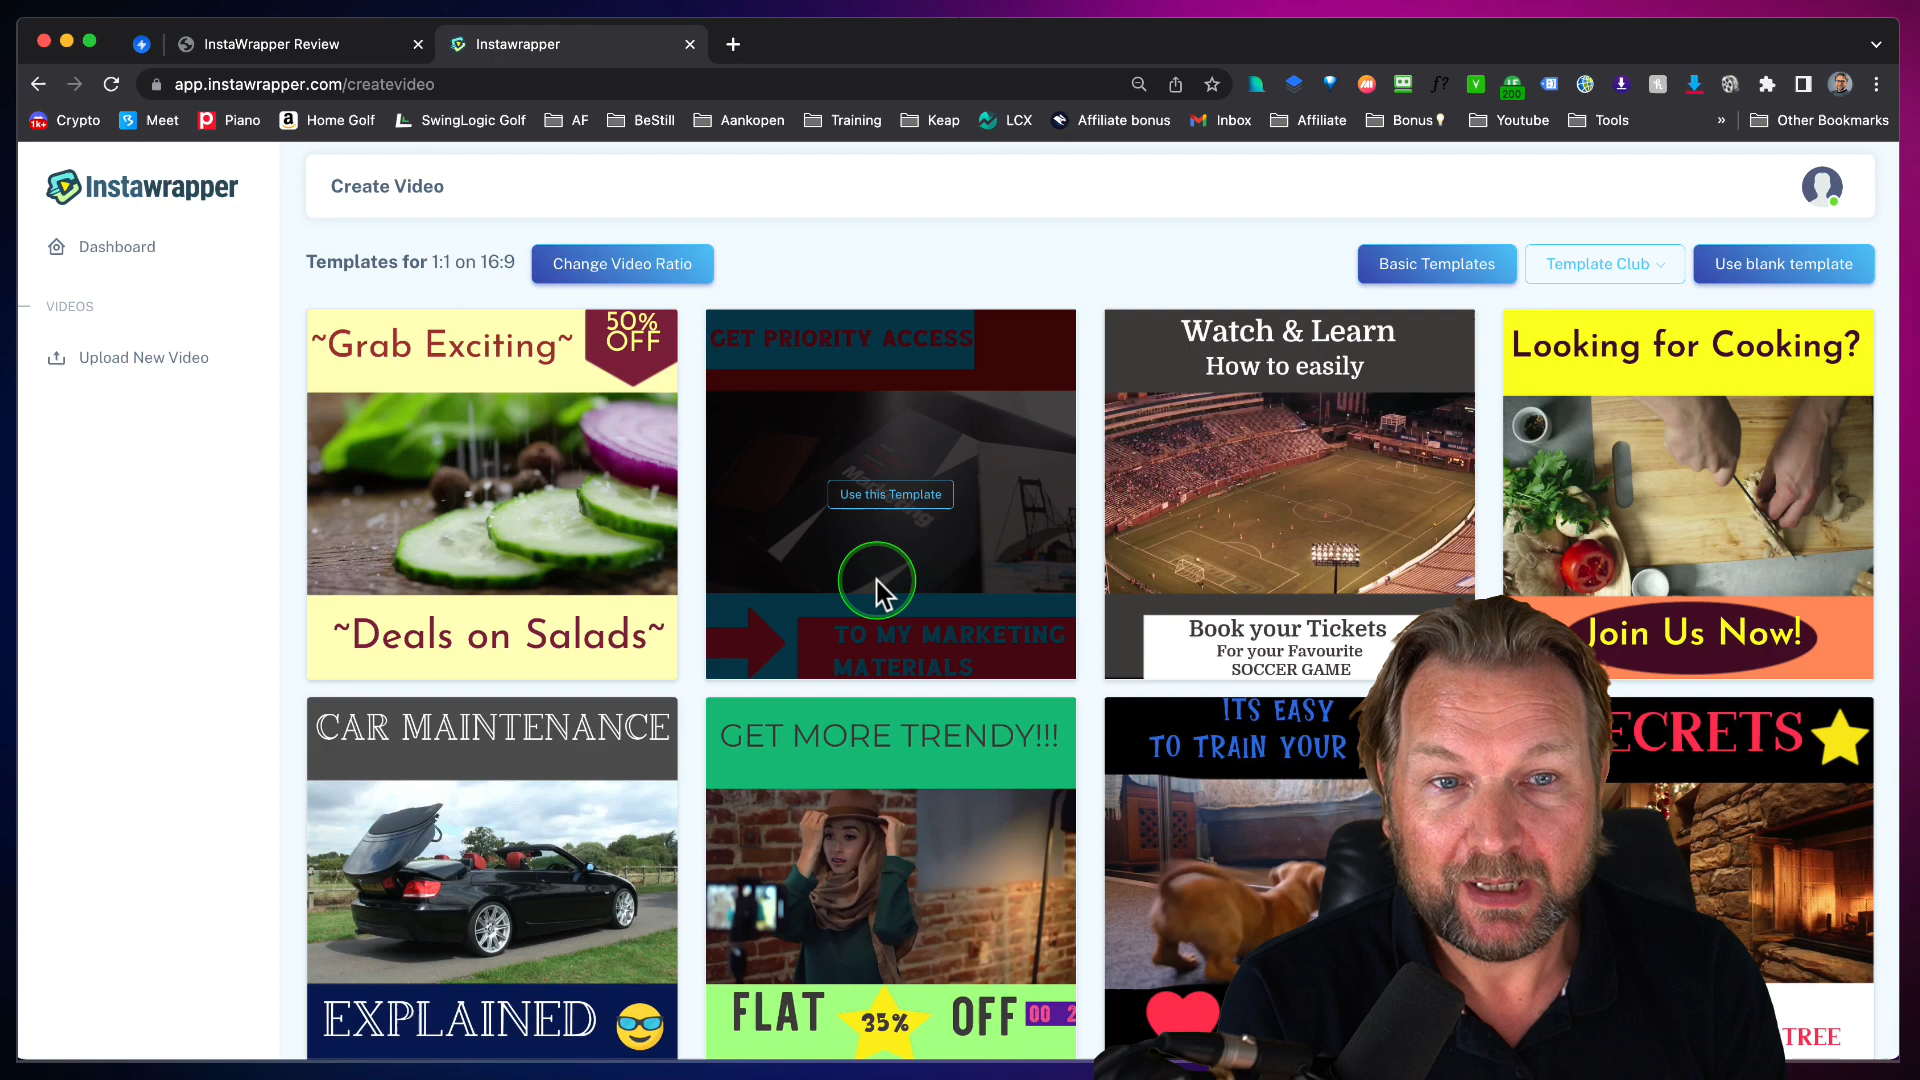 InstaWrapper Review
Instawrapper
app.instawrapper.com/createvideo
200
1k+
Crypto
Meet
Piano
Home Golf
SwingLogic Golf
AF
BeStill
Aankopen
Training
Keap
LCX
Affiliate bonus
Inbox
Affiliate
Bonus
Youtube
Tools
»
Other Bookmarks
Instawrapper
Dashboard
VIDEOS
Upload New Video
Create Video
Templates for 1:1 on 16:9
Change Video Ratio
Basic Templates
Template Club
Use blank template
~Grab Exciting~
50%
OFF
~Deals on Salads~
GET PRIORITY ACCESS
Marketing
Use this Template
TO MY MARKETING
MATERIALS
Watch & Learn
How to easily
Book your Tickets
For your Favourite
SOCCER GAME
Looking for Cooking?
Join Us Now!
CAR MAINTENANCE
EXPLAINED
GET MORE TRENDY!!!
FLAT
35%
OFF
00 2
ITS EASY
TO TRAIN YOUR
ECRETS
TREE